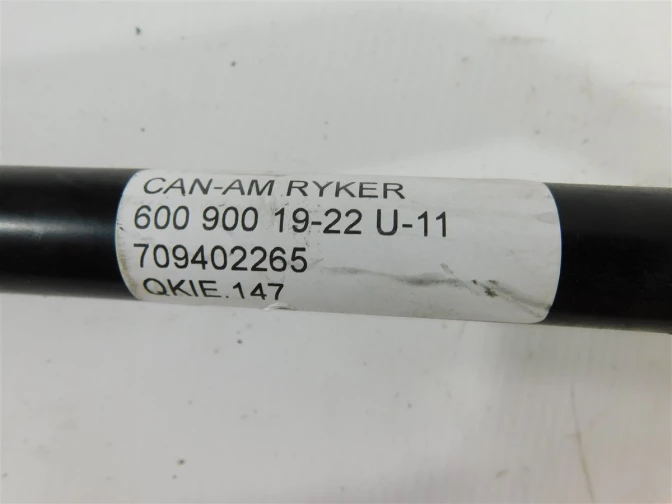 CAN-AM RYKER
600 900 19-22 U-11
709402265
QKIE.147